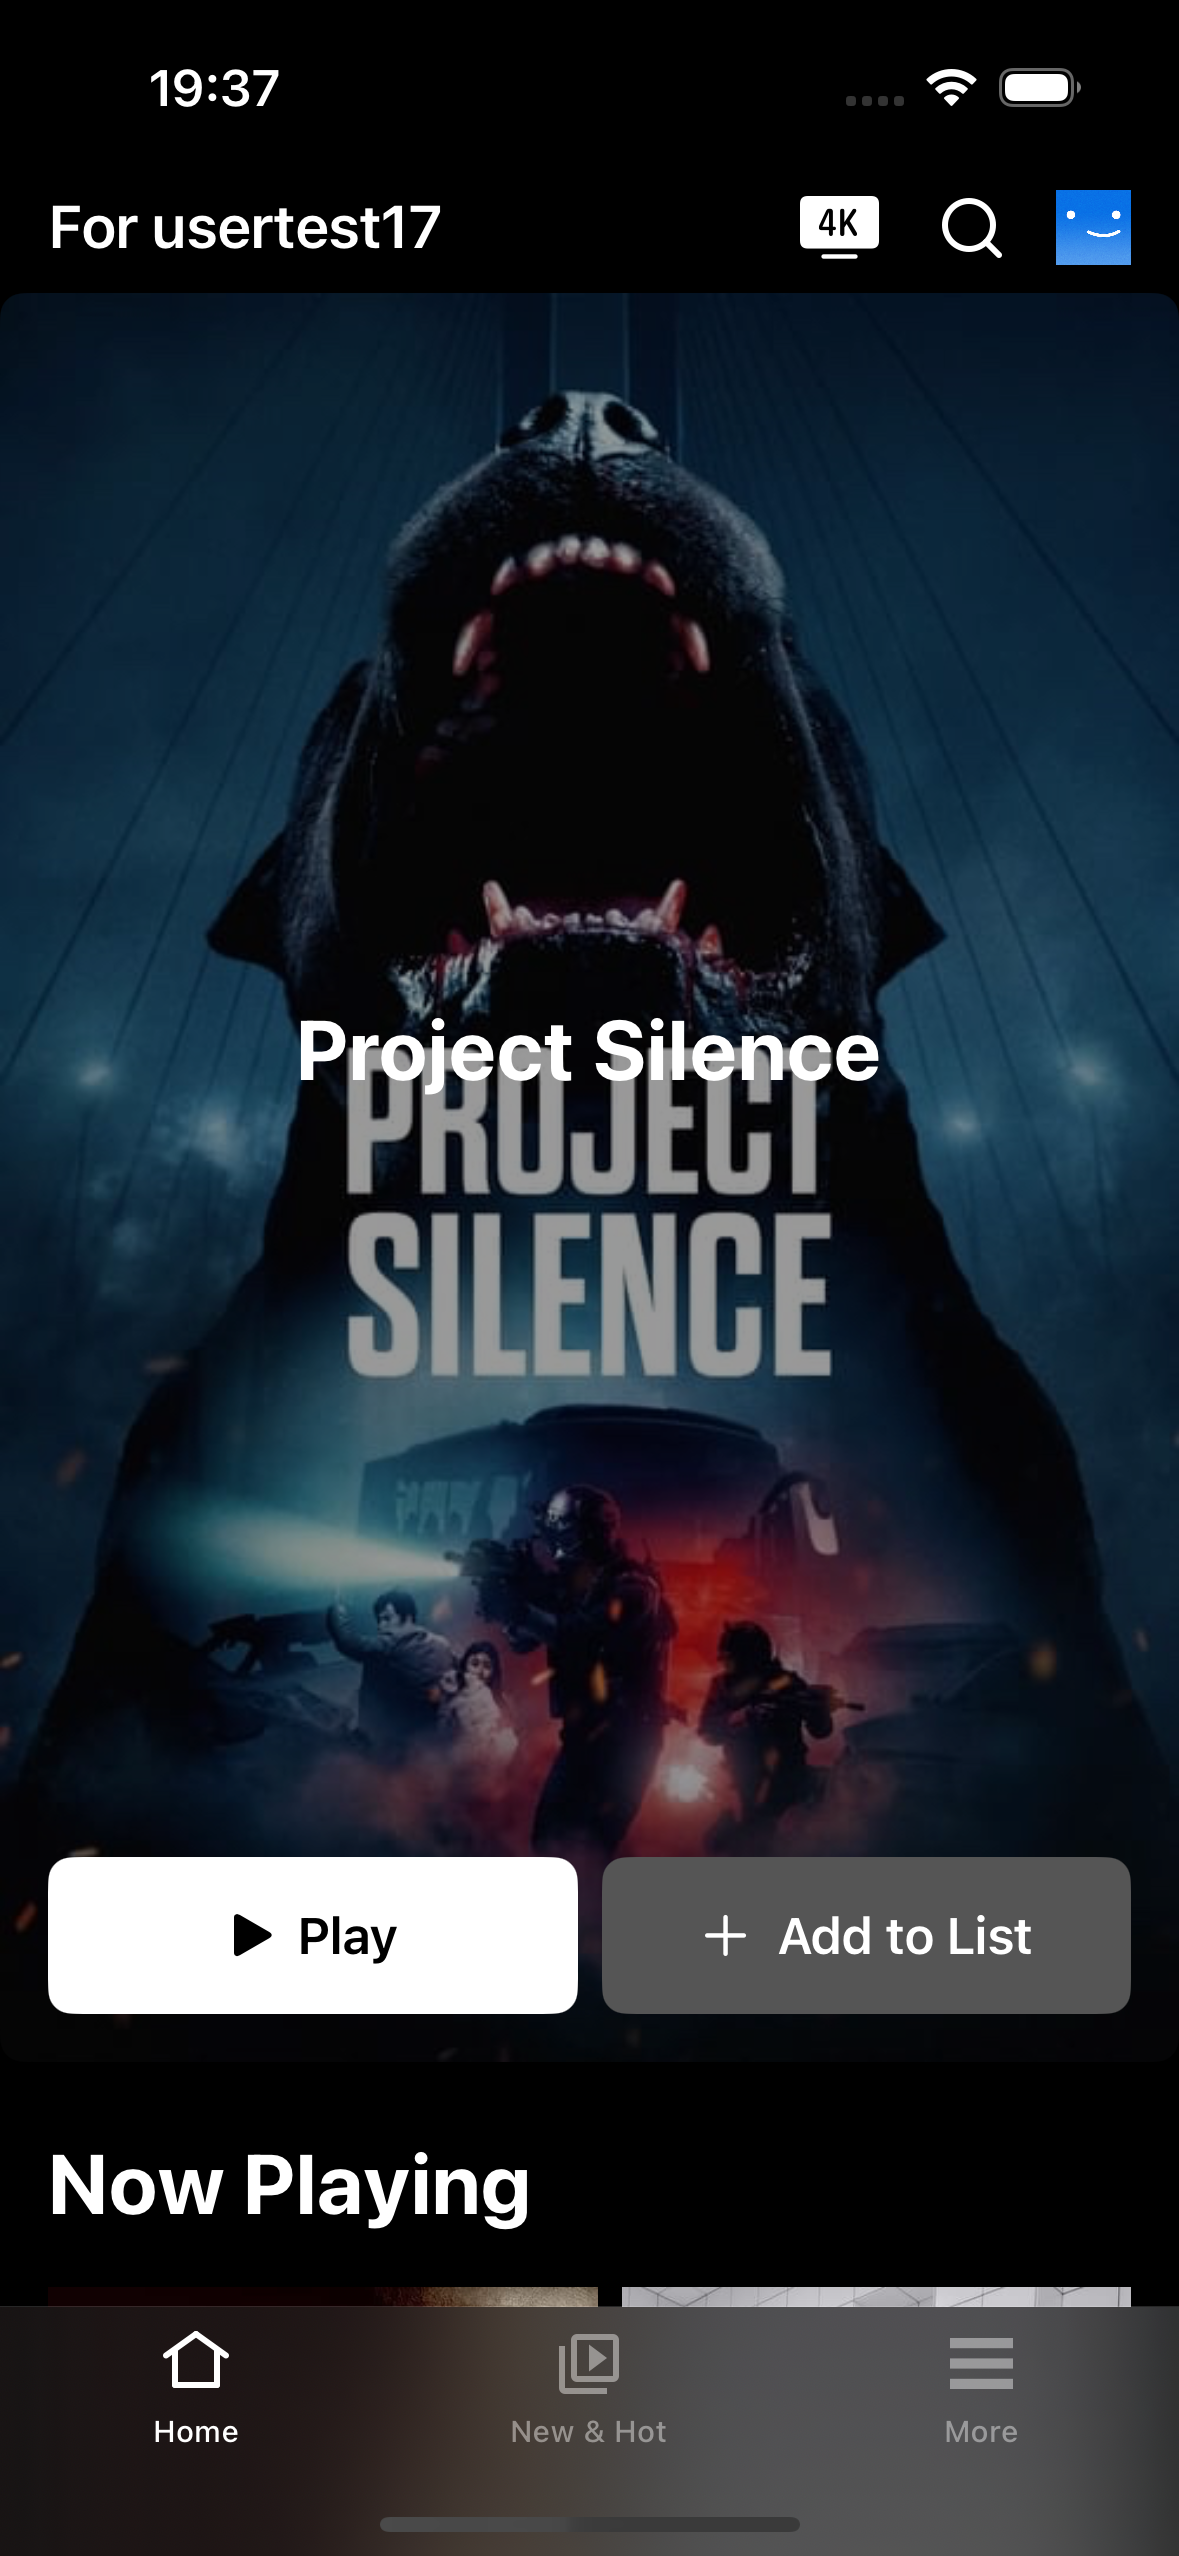 19:37
For usertest17
4K
Project Silence
PROJECT
SILENCE
Play
Add to List
Now Playing
Home
New & Hot
More